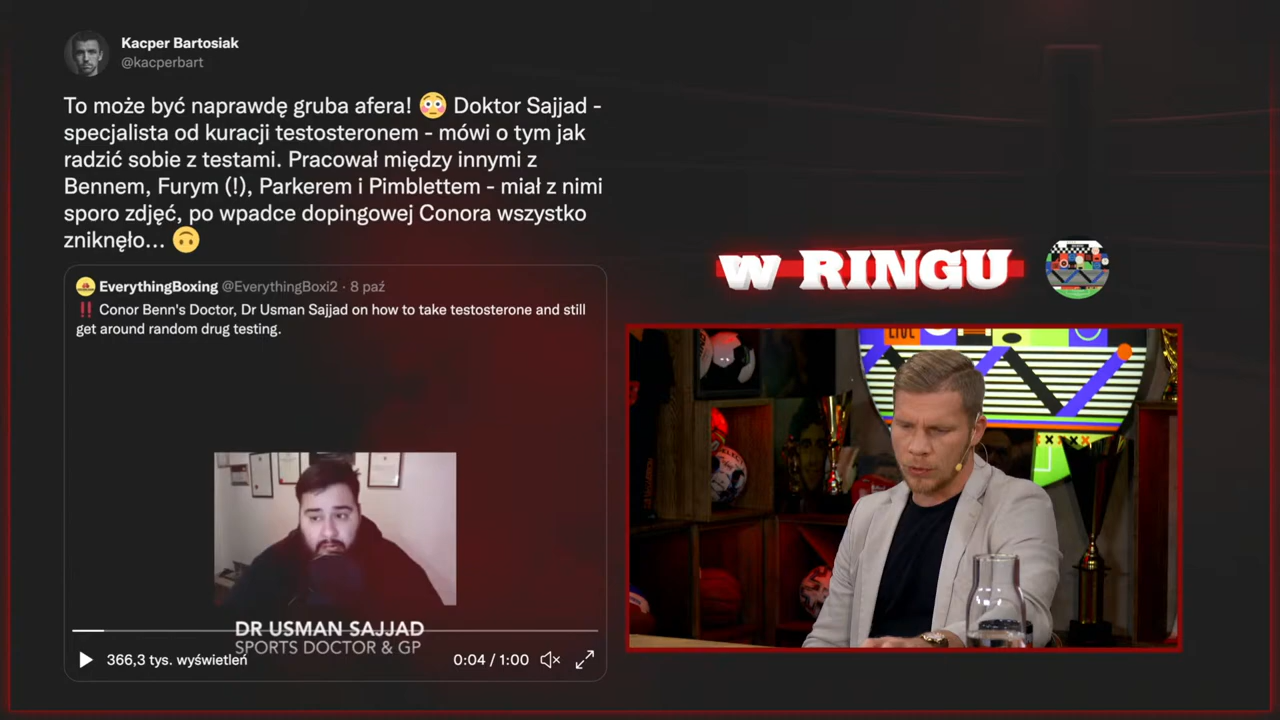 Kacper Bartosiak
@kacperbart
To może być naprawdę gruba afera! 😳 Doktor Sajjad -
specjalista od kuracji testosteronem - mówi o tym jak
radzić sobie z testami. Pracował między innymi z
Bennem, Furym (!), Parkerem i Pimblettem - miał z nimi
sporo zdjęć, po wpadce dopingowej Conora wszystko
zniknęło... 🙃
EverythingBoxing @EverythingBoxi2 · 8 paź
‼️ Conor Benn's Doctor, Dr Usman Sajjad on how to take testosterone and still
get around random drug testing.
DR USMAN SAJJAD
SPORTS DOCTOR & GP
366,3 tys. wyświetleń
0:04 / 1:00
W RINGU
LIVE